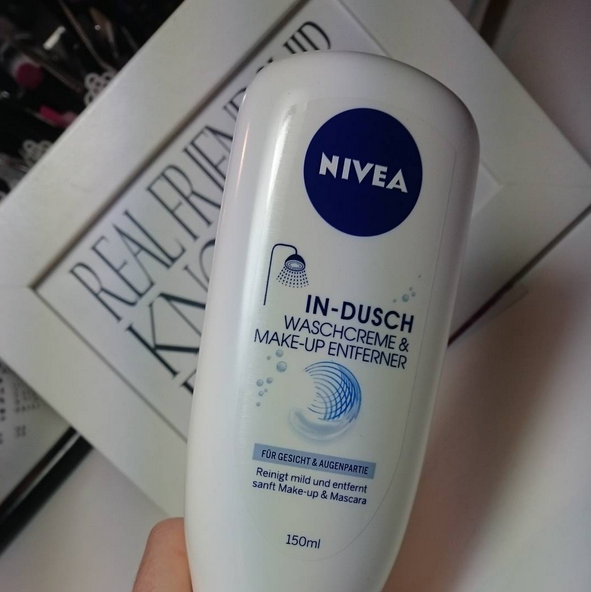 REAL FRIEN
KNO
NIVEA
IN-DUSCH
WASCHCREME &
MAKE-UP ENTFERNER
FÜR GESICHT & AUGENPARTIE
Reinigt mild und entfernt
sanft Make-up & Mascara
150ml